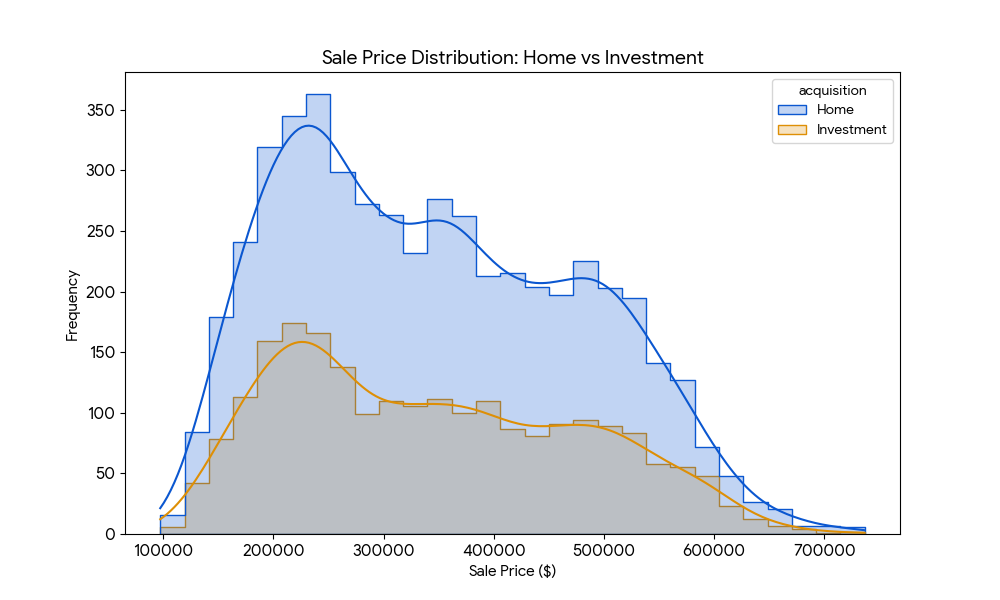 Sale Price Distribution: Home vs Investment
acquisition
Home
Investment
Frequency
350
300
250
200
150
100
50
0
100000 200000 300000 400000 500000 600000 700000
Sale Price ($)